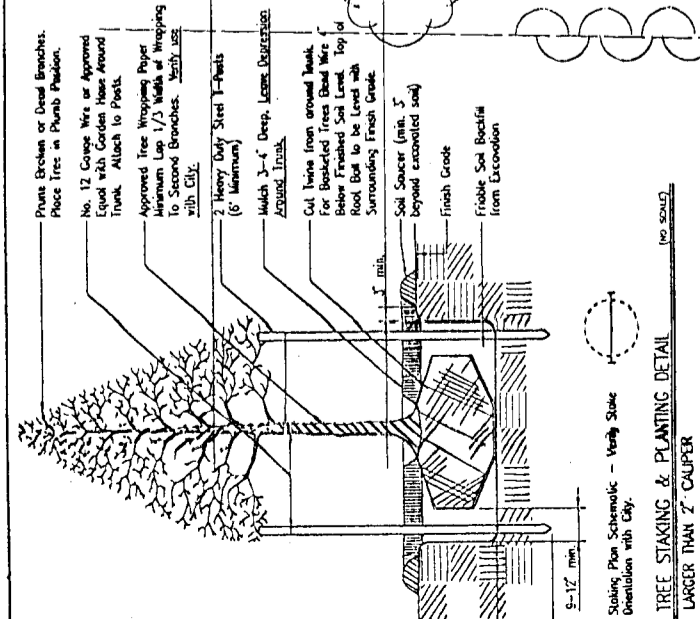 Prune Broken or Dead Branches.
Place Tree in Plumb Position.
No. 12 Gauge Wire or Approved
Equal with Garden Hose Around
Trunk. Attach to Posts.
Approved Tree Wrapping Paper
Minimum Lap 1/3 Width of Wrapping
To Second Branches. Verify use
with City.
2 Heavy Duty Steel T-Posts
(6' Minimum)
Mulch 3-4" Deep, Leave Depression
Around Trunk
Cut Twine from around Trunk
For Basketed Trees Bend Wire 4"
Below Finished Soil Level. Top of
Root Ball to be Level with
Surrounding Finish Grade.
Soil Saucer (min. 5"
beyond excavated soil)
Finish Grade
Friable Soil Backfill
from Excavation
5" min.
9-12" min.
Staking Plan Schematic - Verify Stake
Orientation with City.
TREE STAKING & PLANTING DETAIL
(NO SCALE)
LARGER THAN 2" CALIPER